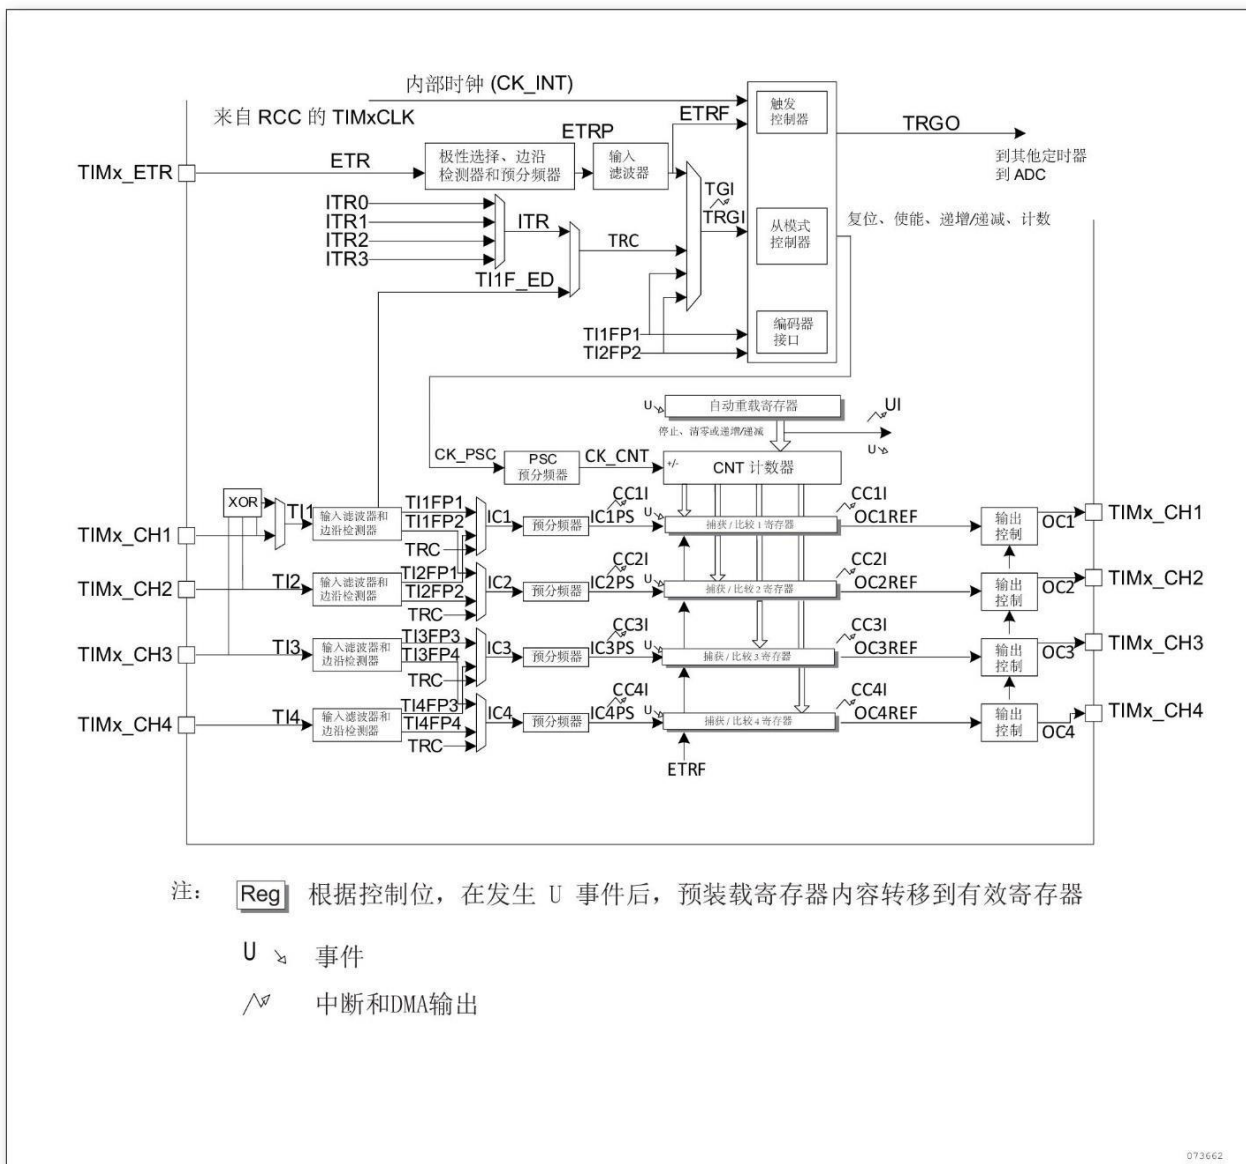 内部时钟 (CK_INT)
来自 RCC 的 TIMxCLK
ETRF
触发
控制器
TRGO
到其他定时器
到 ADC
TIMx_ETR
ETR
极性选择、边沿
检测器和预分频器
ETRP
输入
滤波器
TGI
TRGI
ITR0
ITR1
ITR2
ITR3
ITR
TRC
TI1F_ED
从模式
控制器
复位、使能、递增/递减、计数
TI1FP1
TI2FP2
编码器
接口
U
自动重载寄存器
UI
停止、清零或递增/递减
U
CK_PSC
PSC
预分频器
CK_CNT
+/-
CNT 计数器
XOR
TI1
TIMx_CH1
输入滤波器和
边沿检测器
TI1FP1
TI1FP2
TRC
IC1
预分频器
CC1I
IC1PS
U
捕获 / 比较 1 寄存器
CC1I
OC1REF
输出
控制
OC1
TIMx_CH1
TIMx_CH2
TI2
输入滤波器和
边沿检测器
TI2FP1
TI2FP2
TRC
IC2
预分频器
CC2I
IC2PS
U
捕获 / 比较 2 寄存器
CC2I
OC2REF
输出
控制
OC2
TIMx_CH2
TIMx_CH3
TI3
输入滤波器和
边沿检测器
TI3FP3
TI3FP4
TRC
IC3
预分频器
CC3I
IC3PS
U
捕获 / 比较 3 寄存器
CC3I
OC3REF
输出
控制
OC3
TIMx_CH3
TIMx_CH4
TI4
输入滤波器和
边沿检测器
TI4FP3
TI4FP4
TRC
IC4
预分频器
CC4I
IC4PS
U
捕获 / 比较 4 寄存器
CC4I
OC4REF
输出
控制
OC4
TIMx_CH4
ETRF
注: Reg 根据控制位，在发生 U 事件后，预装载寄存器内容转移到有效寄存器
U 事件
中断和DMA输出
073662